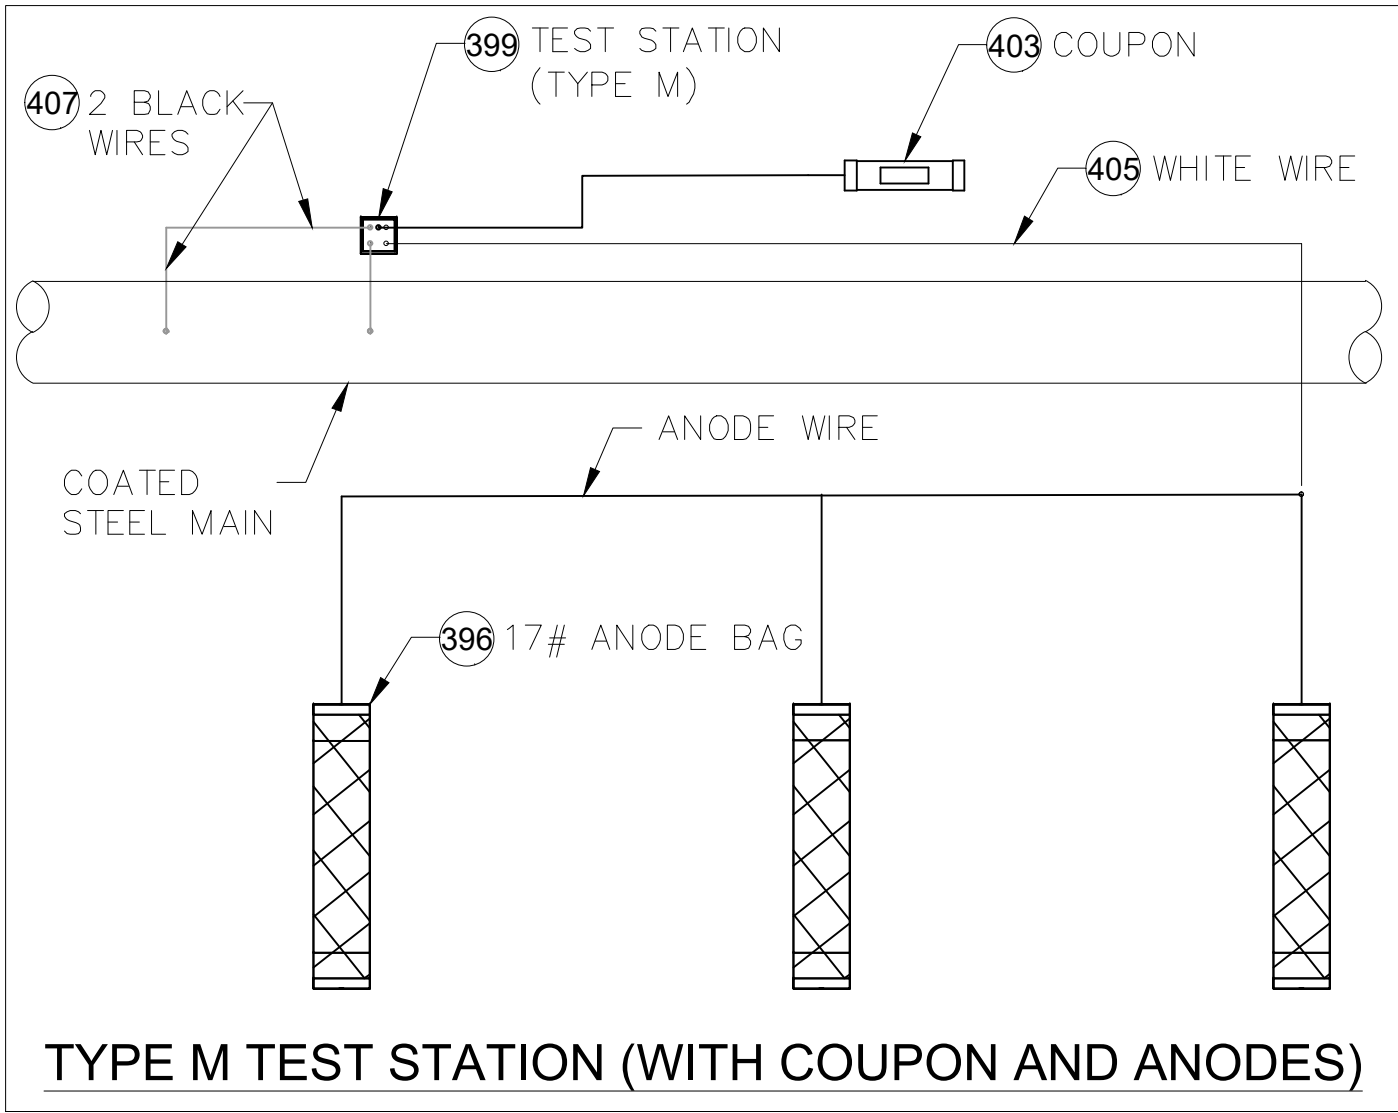 399 TEST STATION
(TYPE M)
403 COUPON
407 2 BLACK
WIRES
405 WHITE WIRE
ANODE WIRE
COATED
STEEL MAIN
396 17# ANODE BAG
TYPE M TEST STATION (WITH COUPON AND ANODES)